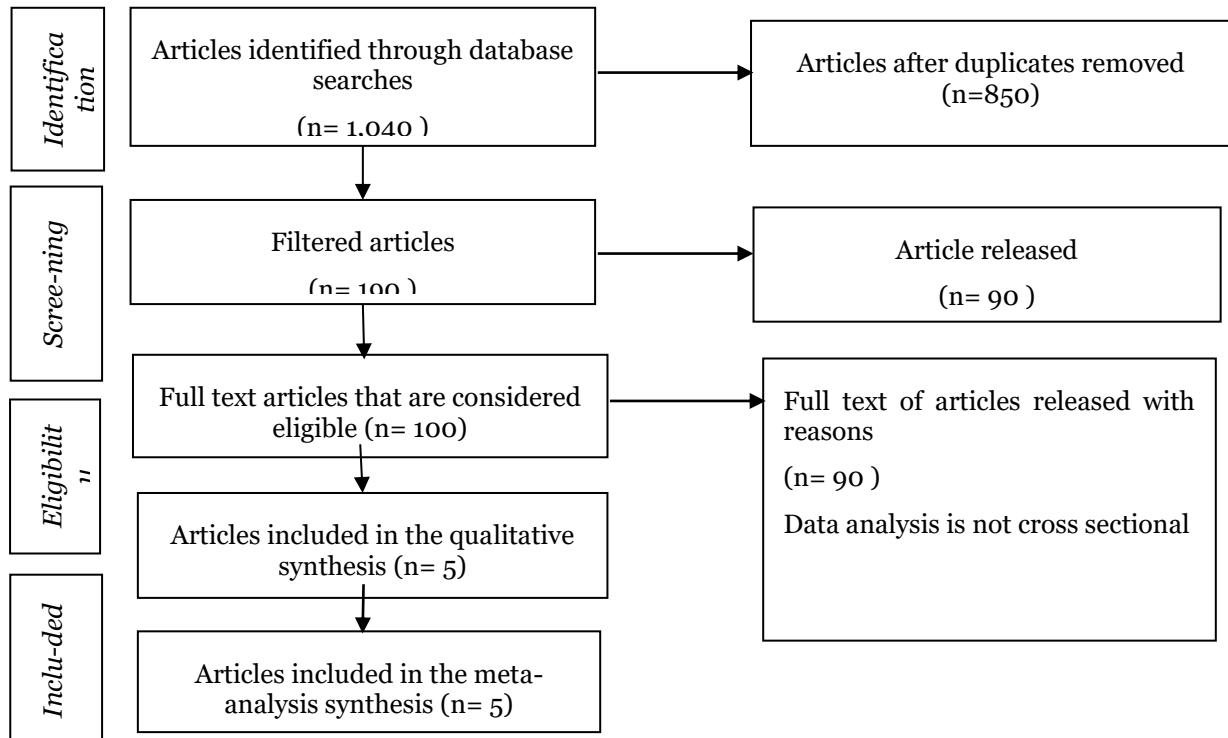 Identifica
tion
Articles identified through database
searches
(n= 1,040 )
Articles after duplicates removed
(n=850)
Scree-ning
Filtered articles
(n= 190 )
Article released
(n= 90 )
Eligibilit
y
Full text articles that are considered
eligible (n= 100)
Full text of articles released with
reasons
(n= 90 )
Data analysis is not cross sectional
Articles included in the qualitative
synthesis (n= 5)
Inclu-ded
Articles included in the meta-
analysis synthesis (n= 5)